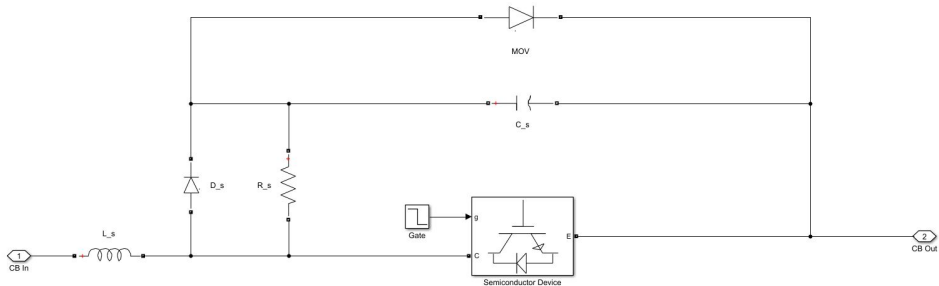 MOV
C_s
D_s
R_s
L_s
1
CB In
Gate
g
C
E
Semiconductor Device
2
CB Out